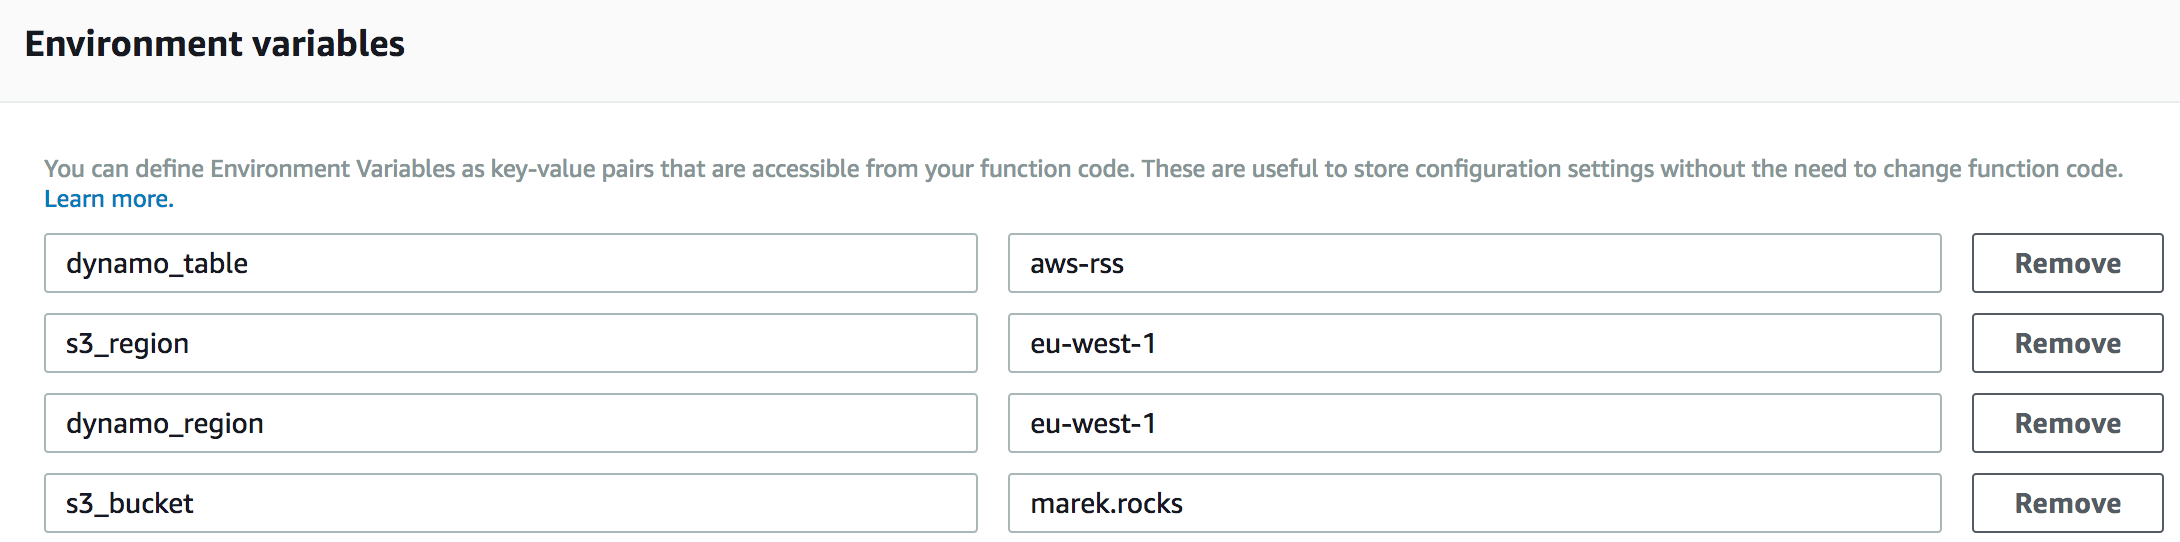 Environment variables
You can define Environment Variables as key-value pairs that are accessible from your function code. These are useful to store configuration settings without the need to change function code.
Learn more.
dynamo_table aws-rss Remove
s3_region eu-west-1 Remove
dynamo_region eu-west-1 Remove
s3_bucket marek.rocks Remove